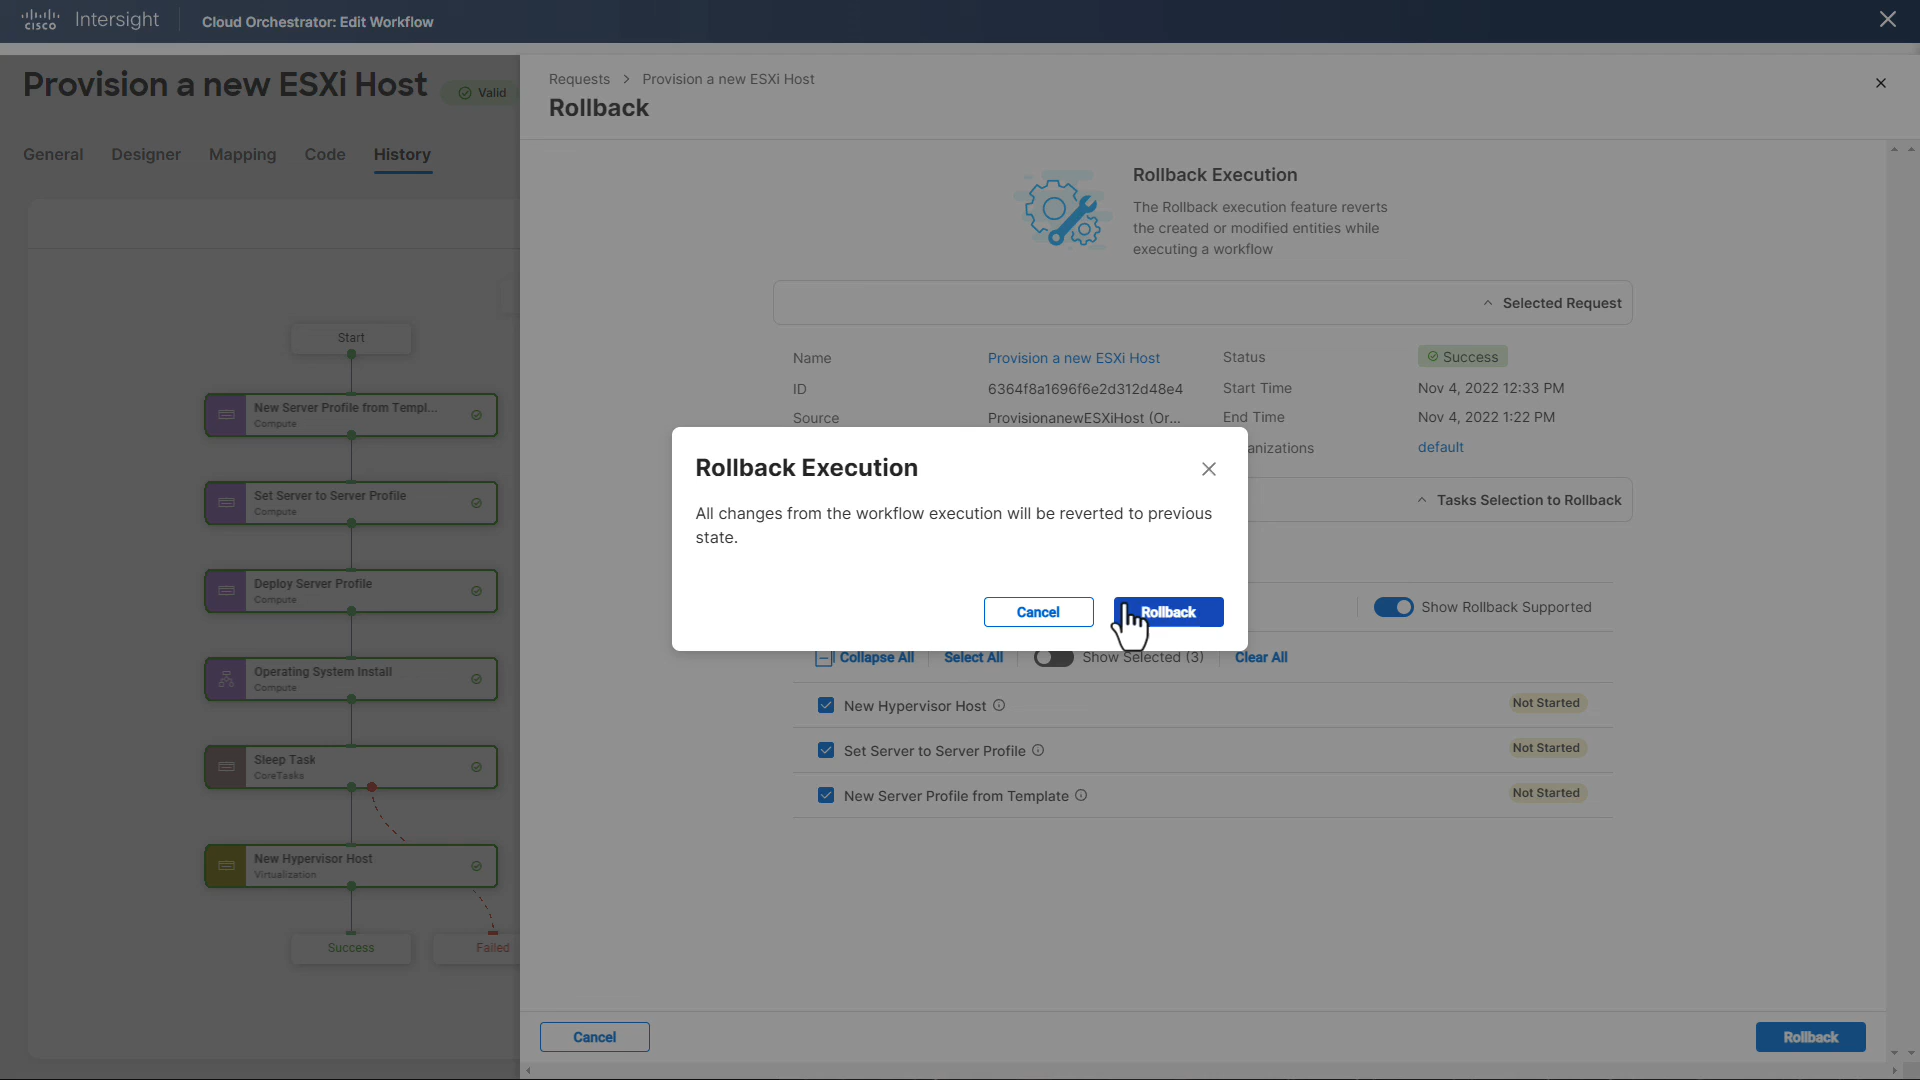 cisco Intersight Cloud Orchestrator: Edit Workflow
Provision a new ESXi Host
Valid
General Designer Mapping Code History
Start
New Server Profile from Templ...
Compute
Set Server to Server Profile
Compute
Deploy Server Profile
Compute
Operating System Install
Compute
Sleep Task
CoreTasks
New Hypervisor Host
Virtualization
Success Failed
Requests > Provision a new ESXi Host
Rollback
Rollback Execution
The Rollback execution feature reverts
the created or modified entities while
executing a workflow
Selected Request
Name Provision a new ESXi Host Status Success
ID 6364f8a1696f6e2d312d48e4 Start Time Nov 4, 2022 12:33 PM
Source ProvisionanewESXiHost (Or... End Time Nov 4, 2022 1:22 PM
anizations default
Rollback Execution
All changes from the workflow execution will be reverted to previous
state.
Cancel Rollback
Tasks Selection to Rollback
Show Rollback Supported
Collapse All Select All Show Selected (3) Clear All
New Hypervisor Host Not Started
Set Server to Server Profile Not Started
New Server Profile from Template Not Started
Cancel Rollback